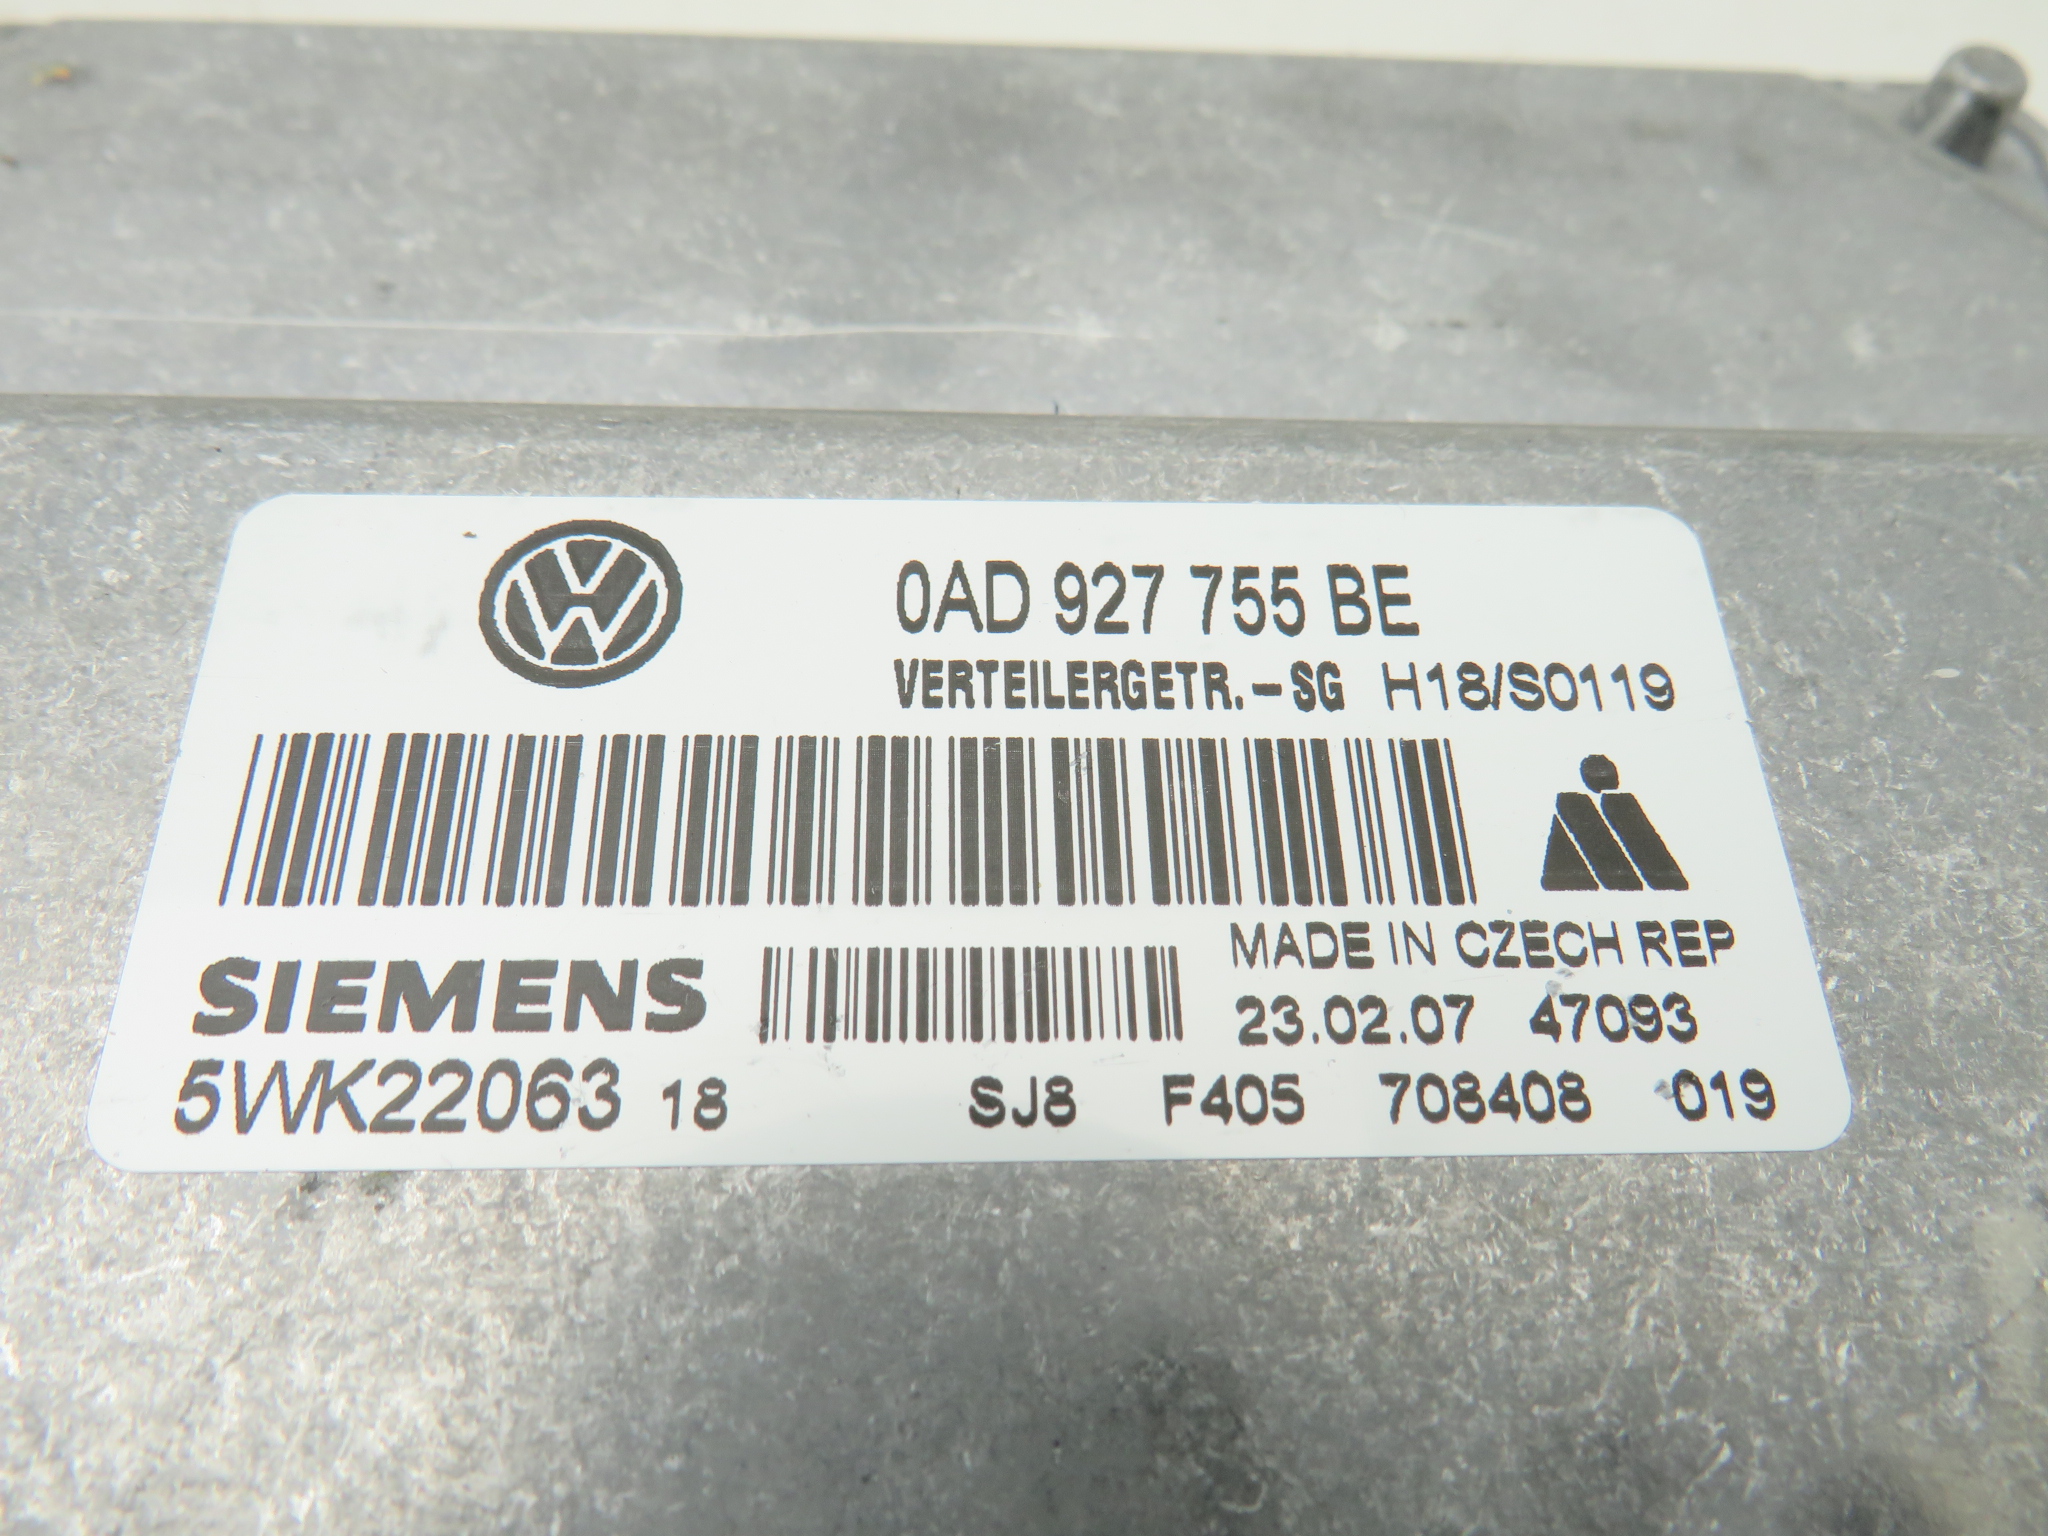 0AD 927 755 BE
VERTEILERGETR.-SG H18/S0119
MADE IN CZECH REP
SIEMENS
23.02.07 47093
5WK22063 18 SJ8 F405 708408 019